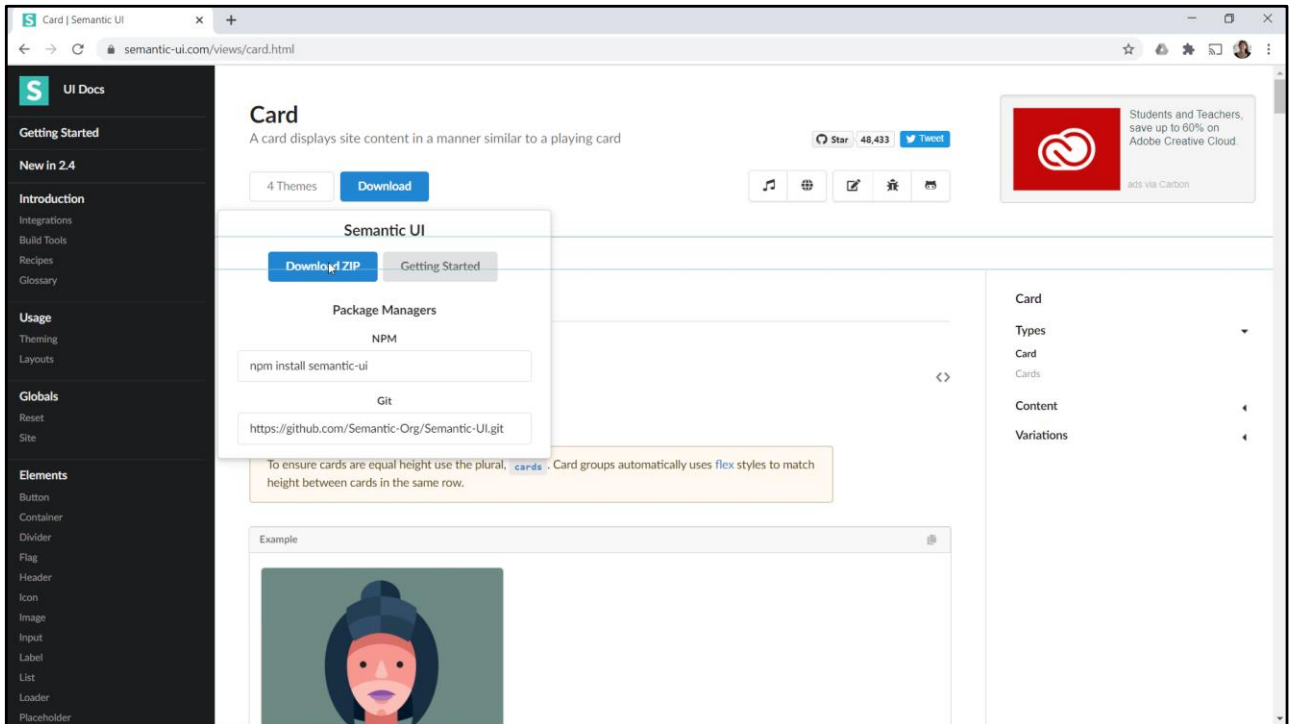 S Card | Semantic UI
semantic-ui.com/views/card.html
S UI Docs
Getting Started
New in 2.4
Introduction
Integrations
Build Tools
Recipes
Glossary
Usage
Theming
Layouts
Globals
Reset
Site
Elements
Button
Container
Divider
Flag
Header
Icon
Image
Input
Label
List
Loader
Placeholder
Card
A card displays site content in a manner similar to a playing card
Star 48,433 Tweet
4 Themes Download
Semantic UI
Download ZIP Getting Started
Package Managers
NPM
npm install semantic-ui
Git
https://github.com/Semantic-Org/Semantic-UI.git
To ensure cards are equal height use the plural, cards . Card groups automatically uses flex styles to match
height between cards in the same row.
Example
Students and Teachers,
save up to 60% on
Adobe Creative Cloud.
ads via Carbon
Card
Types
Card
Cards
Content
Variations